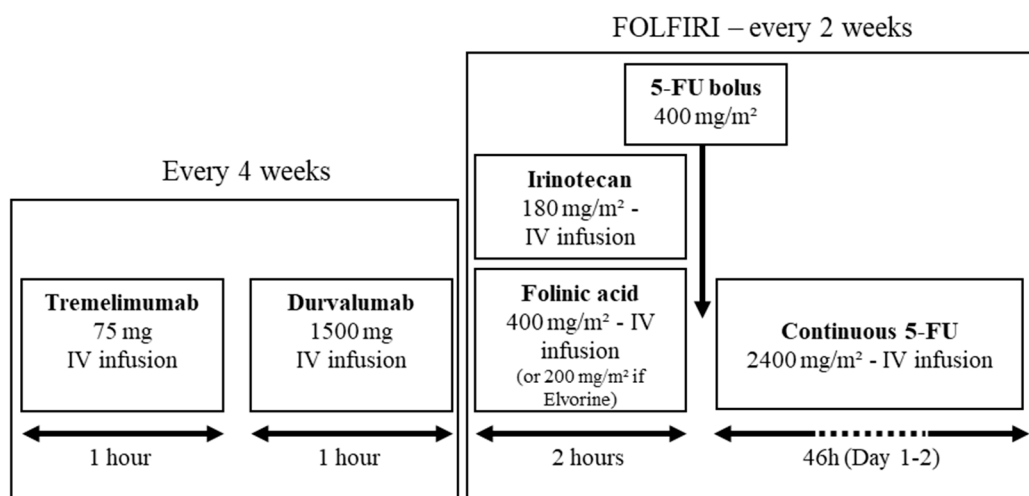 FOLFIRI – every 2 weeks
5-FU bolus
400 mg/m²
Every 4 weeks
Irinotecan
180 mg/m² -
IV infusion
Tremelimumab
75 mg
IV infusion
Durvalumab
1500 mg
IV infusion
Folinic acid
400 mg/m² - IV
infusion
(or 200 mg/m² if
Elvorine)
Continuous 5-FU
2400 mg/m² - IV infusion
1 hour
1 hour
2 hours
46h (Day 1-2)